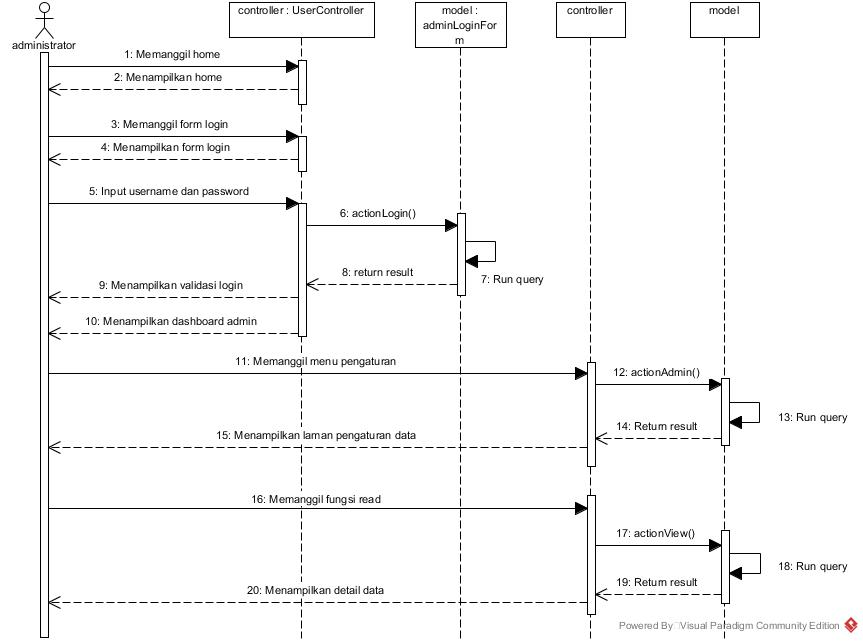 controller : UserController
model :
adminLoginFor
m
controller
model
administrator
1: Memanggil home
2: Menampilkan home
3: Memanggil form login
4: Menampilkan form login
5: Input username dan password
6: actionLogin()
7: Run query
8: return result
9: Menampilkan validasi login
10: Menampilkan dashboard admin
11: Memanggil menu pengaturan
12: actionAdmin()
13: Run query
14: Return result
15: Menampilkan laman pengaturan data
16: Memanggil fungsi read
17: actionView()
18: Run query
19: Return result
20: Menampilkan detail data
Powered By Visual Paradigm Community Edition